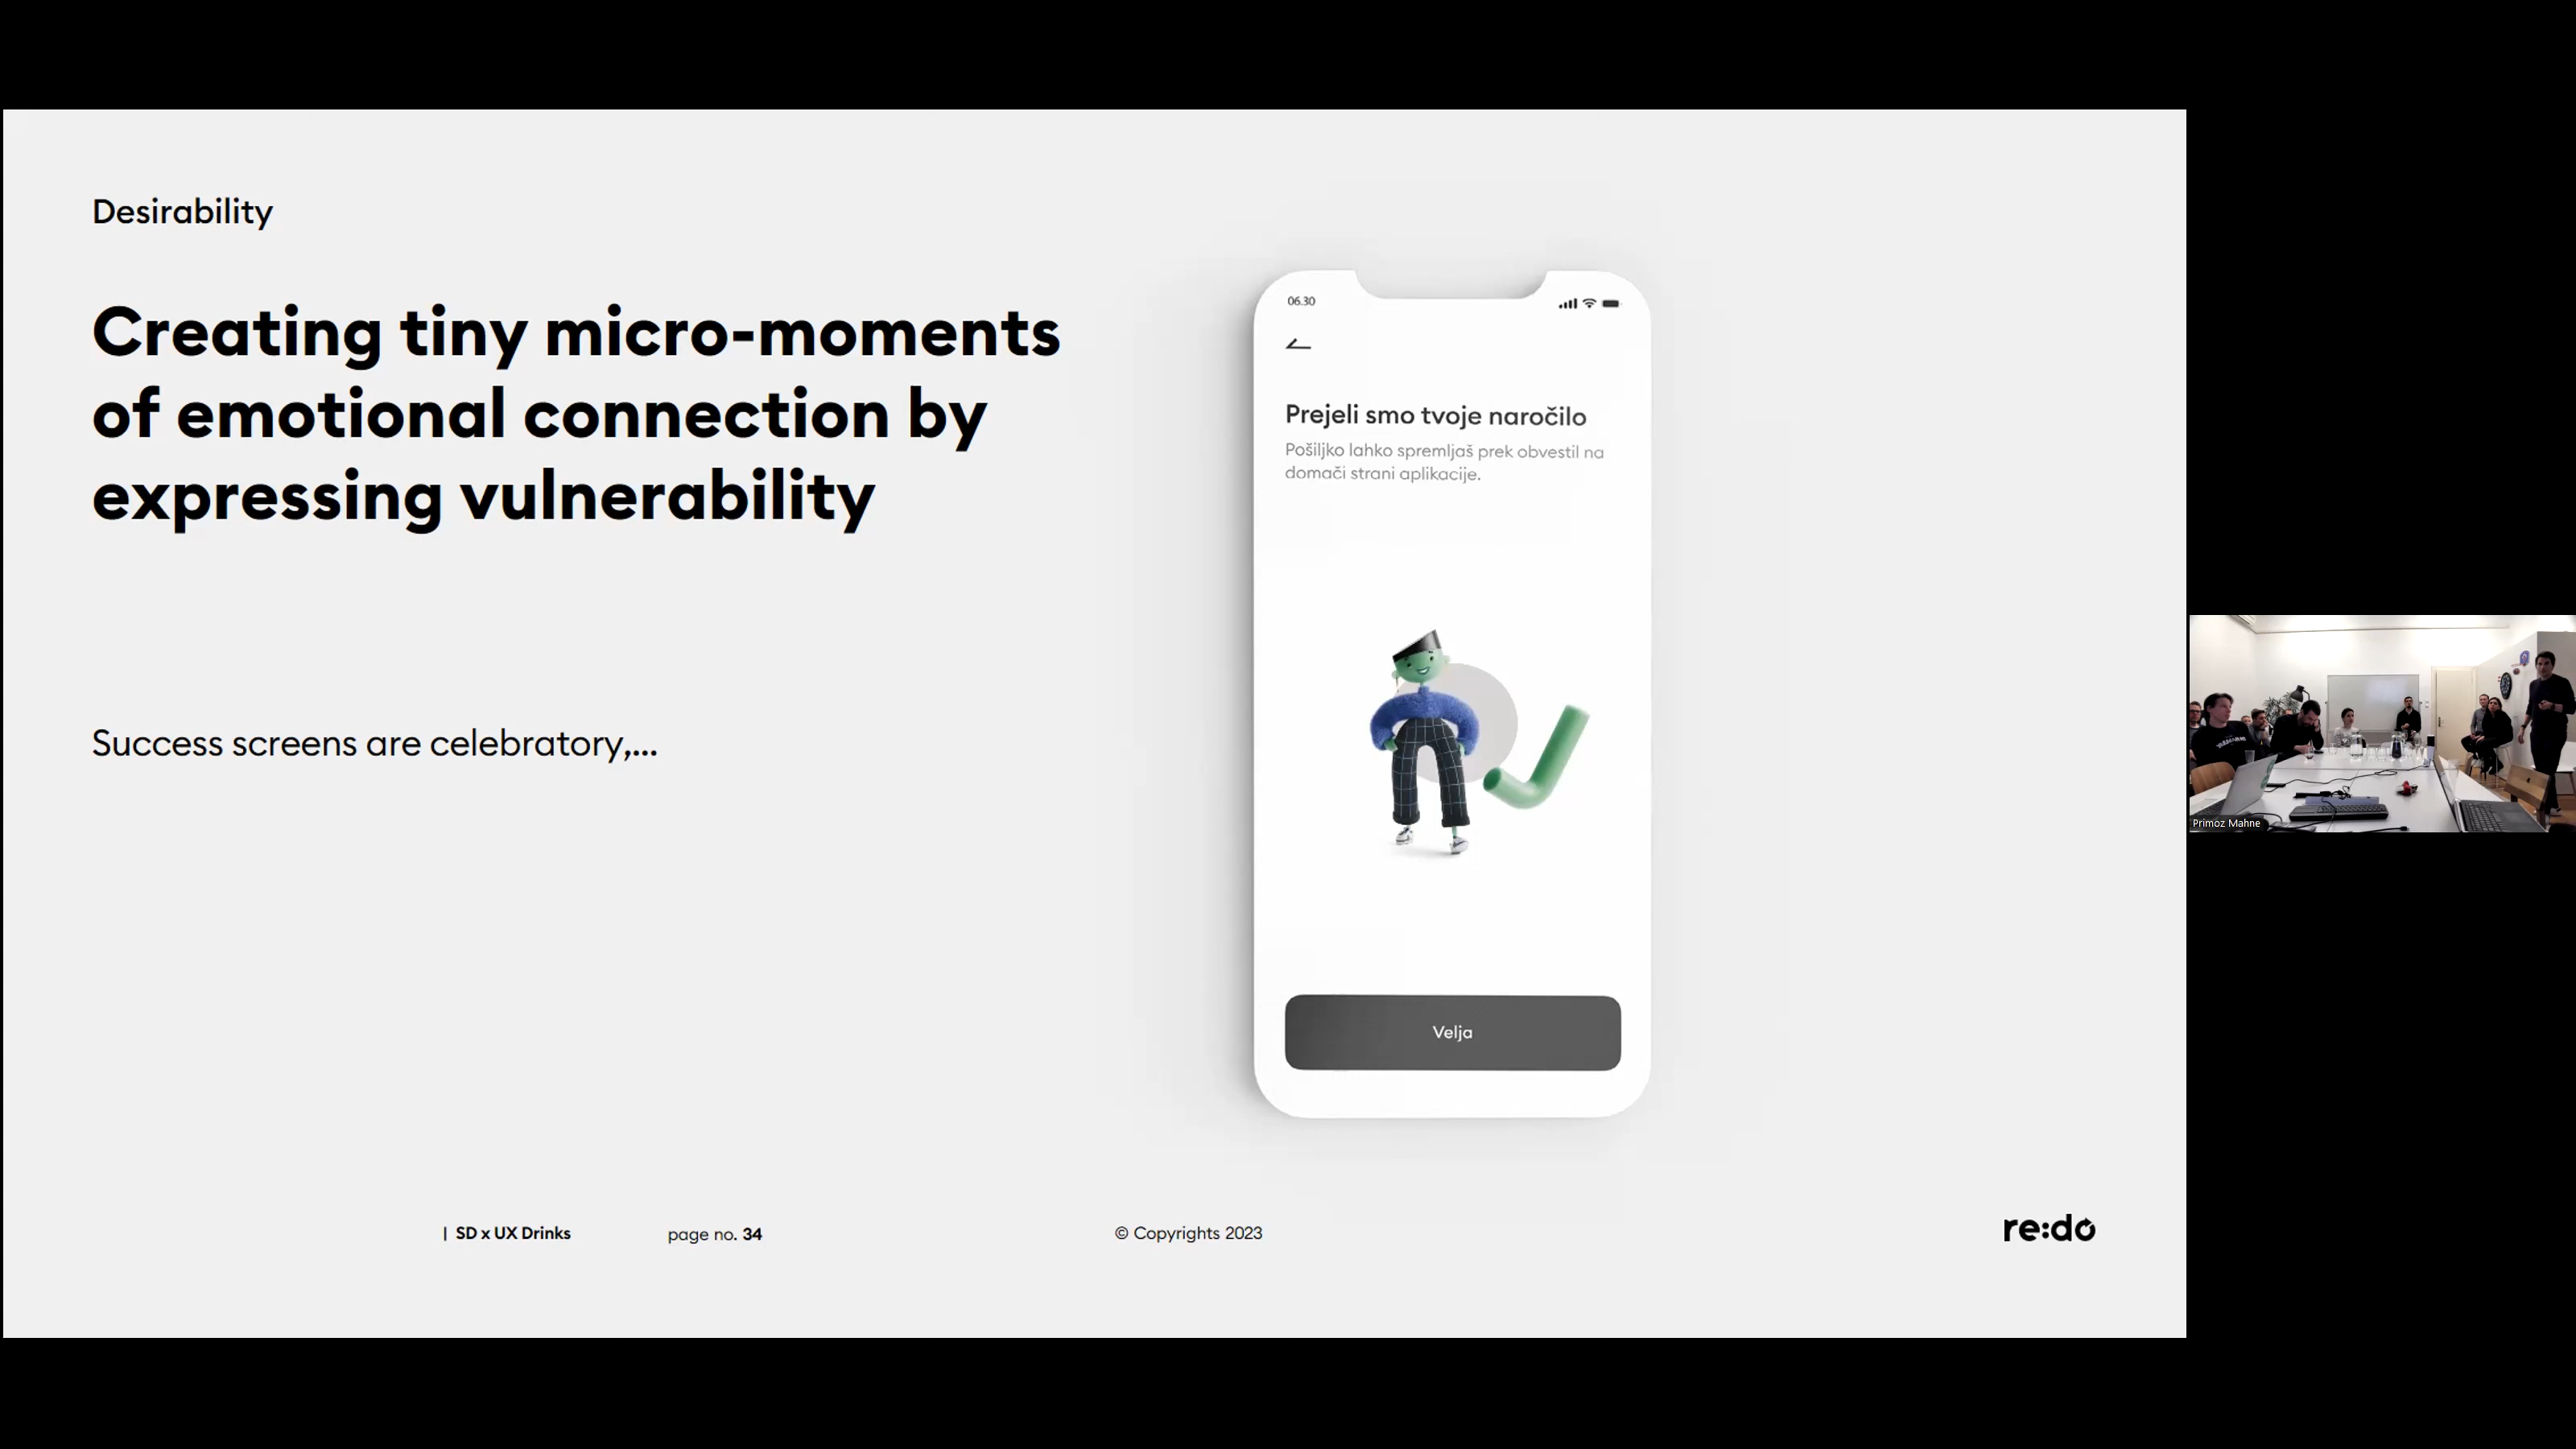 Desirability
Creating tiny micro-moments
of emotional connection by
expressing vulnerability
Success screens are celebratory,...
06.30
Prejeli smo tvoje naročilo
Pošiljko lahko spremljaš prek obvestil na
domači strani aplikacije.
Velja
| SD x UX Drinks
page no. 34
© Copyrights 2023
re:do
Primoz Mahne